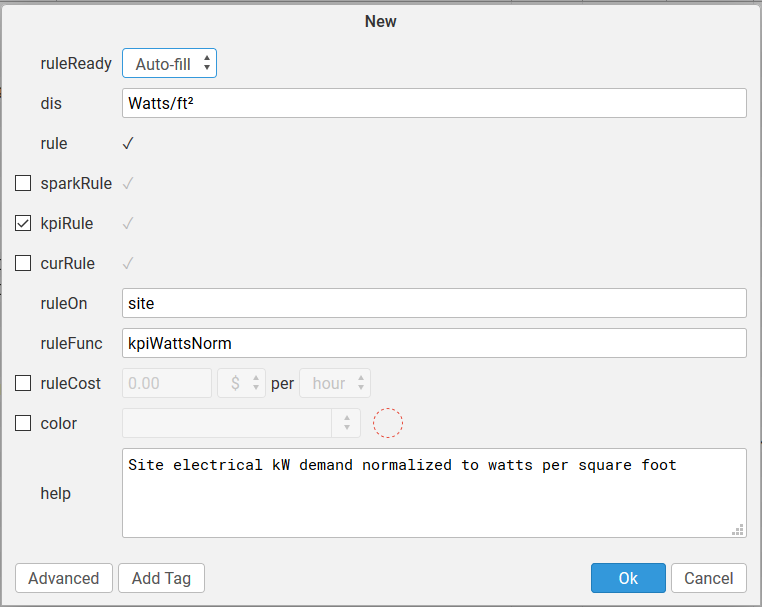 New
ruleReady Auto-fill
dis Watts/ft²
rule ✓
sparkRule ✓
kpiRule ✓
curRule ✓
ruleOn site
ruleFunc kpiWattsNorm
ruleCost 0.00 $ per hour
color
help Site electrical kW demand normalized to watts per square foot
Advanced Add Tag Ok Cancel